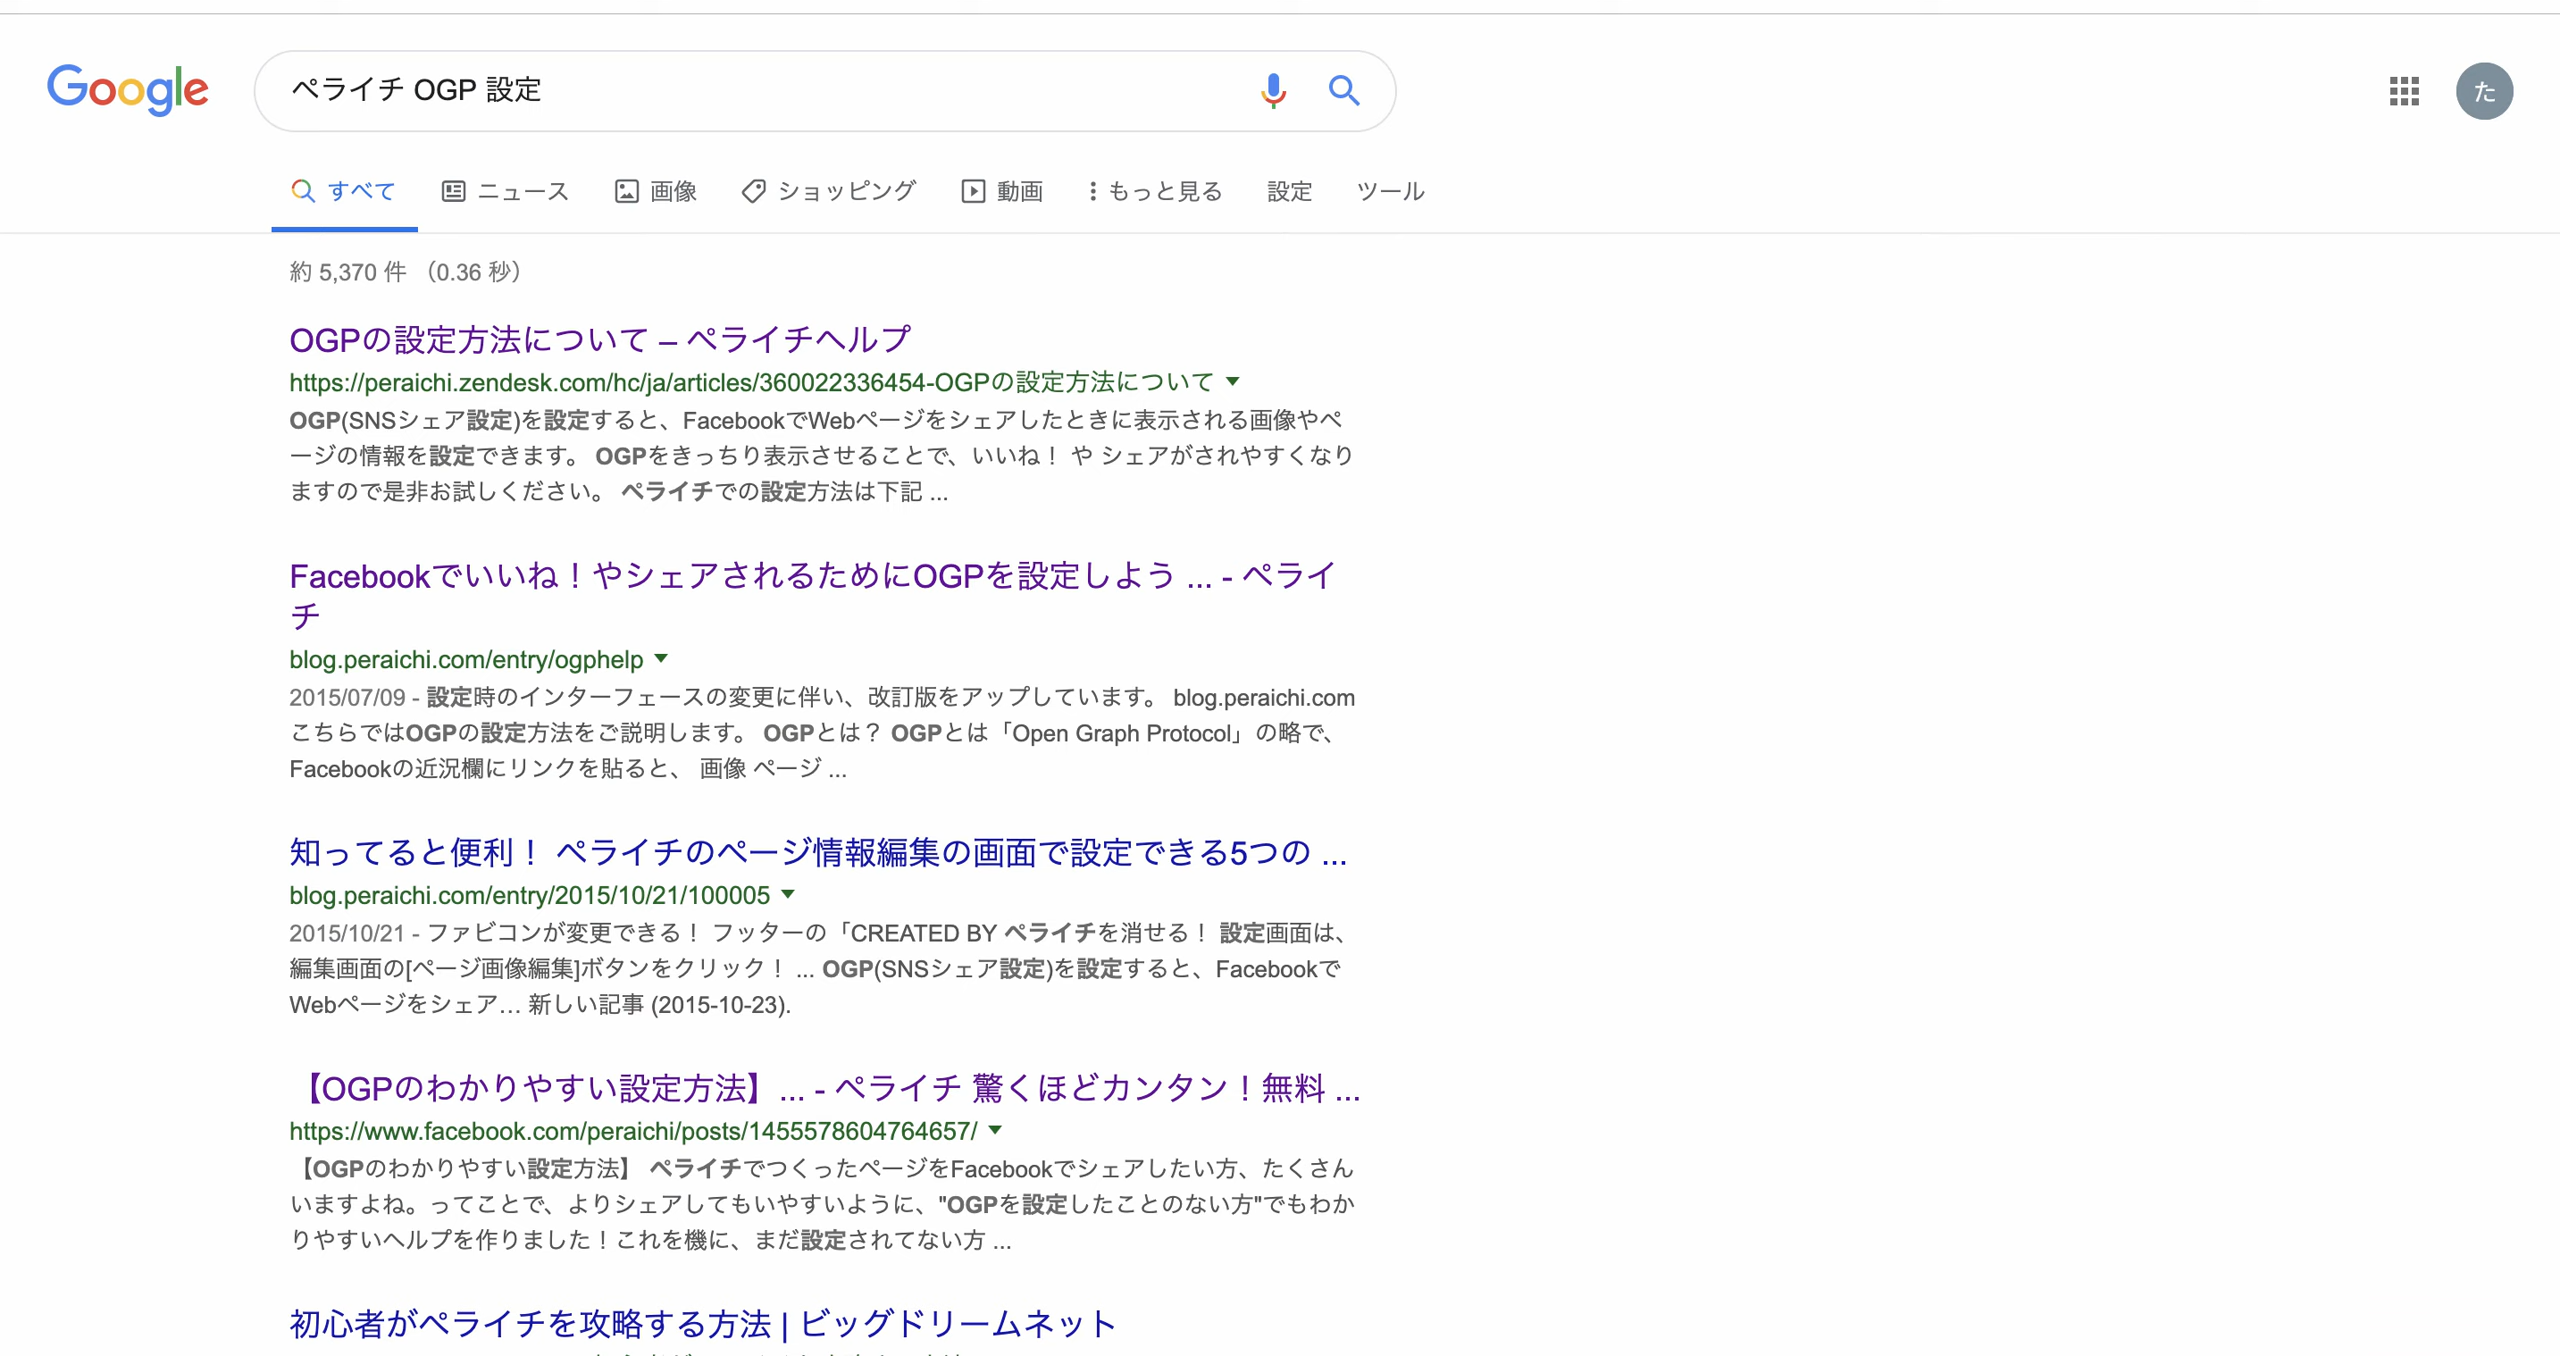 Google
ペライチ OGP 設定
た
すべて ニュース 画像 ショッピング 動画 もっと見る 設定 ツール
約 5,370 件 （0.36 秒）
OGPの設定方法について – ペライチヘルプ
https://peraichi.zendesk.com/hc/ja/articles/360022336454-OGPの設定方法について
OGP(SNSシェア設定)を設定すると、FacebookでWebページをシェアしたときに表示される画像やペ
ージの情報を設定できます。 OGPをきっちり表示させることで、いいね！ や シェアがされやすくなり
ますので是非お試しください。 ペライチでの設定方法は下記 ...
Facebookでいいね！やシェアされるためにOGPを設定しよう ... - ペライ
チ
blog.peraichi.com/entry/ogphelp
2015/07/09 - 設定時のインターフェースの変更に伴い、改訂版をアップしています。 blog.peraichi.com
こちらではOGPの設定方法をご説明します。 OGPとは？ OGPとは「Open Graph Protocol」の略で、
Facebookの近況欄にリンクを貼ると、 画像 ページ ...
知ってると便利！ ペライチのページ情報編集の画面で設定できる5つの ...
blog.peraichi.com/entry/2015/10/21/100005
2015/10/21 - ファビコンが変更できる！ フッターの「CREATED BY ペライチを消せる！ 設定画面は、
編集画面の[ページ画像編集]ボタンをクリック！ ... OGP(SNSシェア設定)を設定すると、Facebookで
Webページをシェア… 新しい記事 (2015-10-23).
【OGPのわかりやすい設定方法】 ... - ペライチ 驚くほどカンタン！無料 ...
https://www.facebook.com/peraichi/posts/1455578604764657/
【OGPのわかりやすい設定方法】 ペライチでつくったページをFacebookでシェアしたい方、たくさん
いますよね。ってことで、よりシェアしてもいやすいように、"OGPを設定したことのない方"でもわか
りやすいヘルプを作りました！これを機に、まだ設定されてない方 ...
初心者がペライチを攻略する方法 | ビッグドリームネット